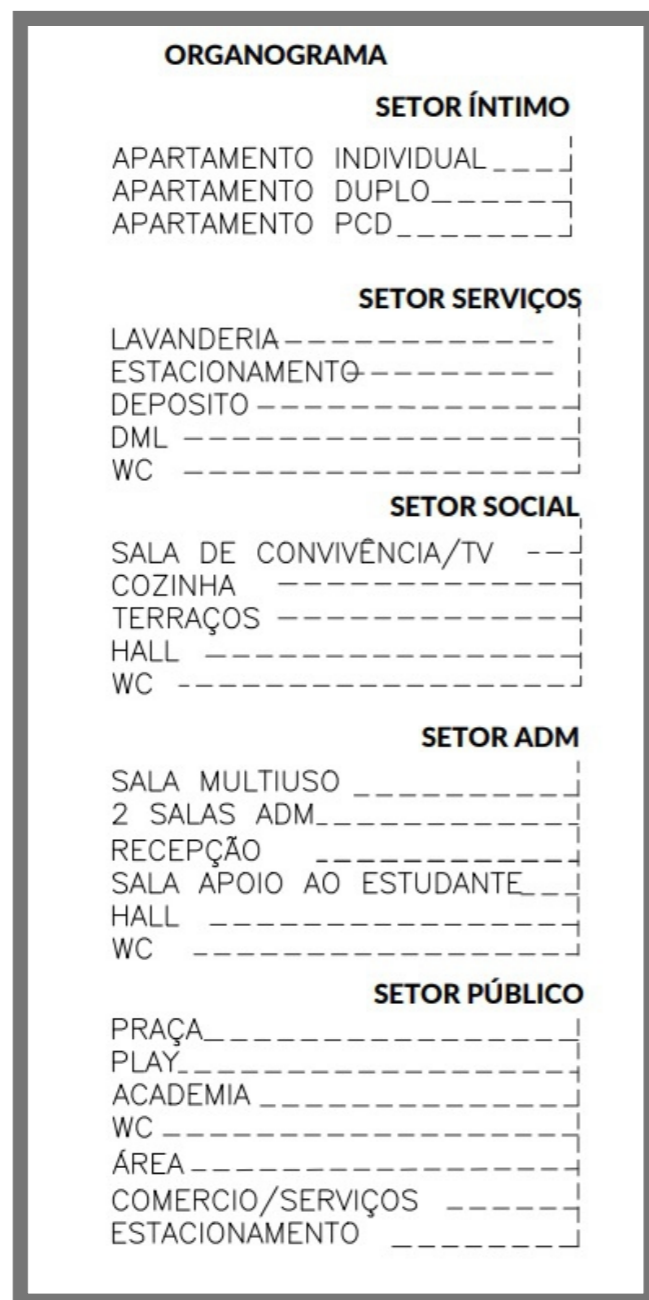 ORGANOGRAMA
SETOR ÍNTIMO
APARTAMENTO INDIVIDUAL
APARTAMENTO DUPLO
APARTAMENTO PCD
SETOR SERVIÇOS
LAVANDERIA
ESTACIONAMENTO
DEPOSITO
DML
WC
SETOR SOCIAL
SALA DE CONVIVÊNCIA/TV
COZINHA
TERRAÇOS
HALL
WC
SETOR ADM
SALA MULTIUSO
2 SALAS ADM
RECEPÇÃO
SALA APOIO AO ESTUDANTE
HALL
WC
SETOR PÚBLICO
PRAÇA
PLAY
ACADEMIA
WC
ÁREA
COMERCIO/SERVIÇOS
ESTACIONAMENTO